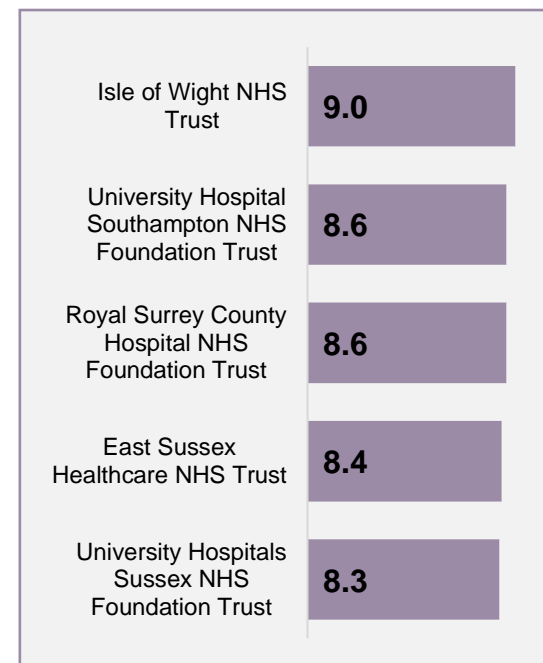 Isle of Wight NHS
Trust
9.0
University Hospital
Southampton NHS
Foundation Trust
8.6
Royal Surrey County
Hospital NHS
Foundation Trust
8.6
East Sussex
Healthcare NHS Trust
8.4
University Hospitals
Sussex NHS
Foundation Trust
8.3